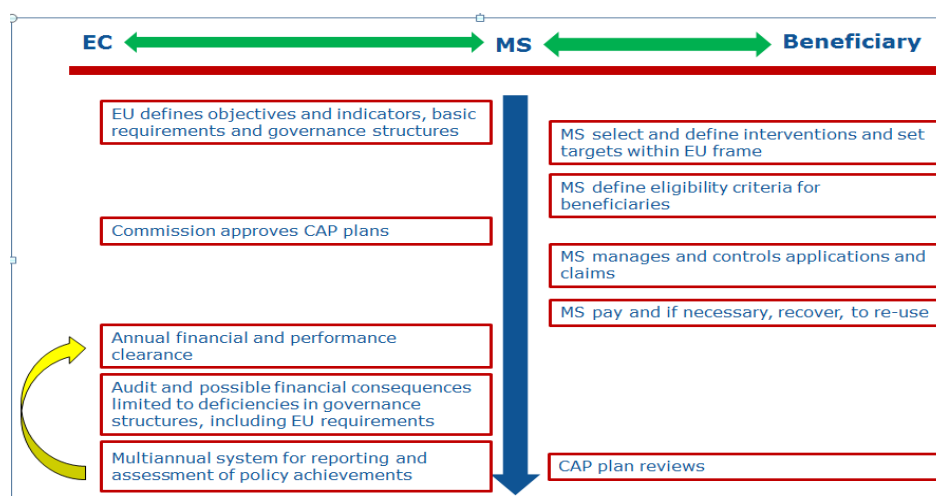 EC
MS
Beneficiary
EU defines objectives and indicators, basic
requirements and governance structures
MS select and define interventions and set
targets within EU frame
MS define eligibility criteria for
beneficiaries
Commission approves CAP plans
MS manages and controls applications and
claims
MS pay and if necessary, recover, to re-use
Annual financial and performance
clearance
Audit and possible financial consequences
limited to deficiencies in governance
structures, including EU requirements
Multiannual system for reporting and
assessment of policy achievements
CAP plan reviews